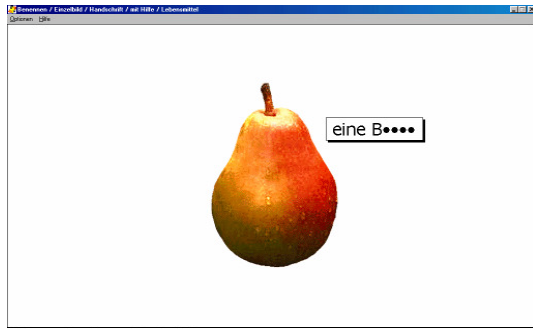 Benennen / Einzelbild / Handschrift / mit Hilfe / Lebensmittel
Optionen Hilfe
eine B••••